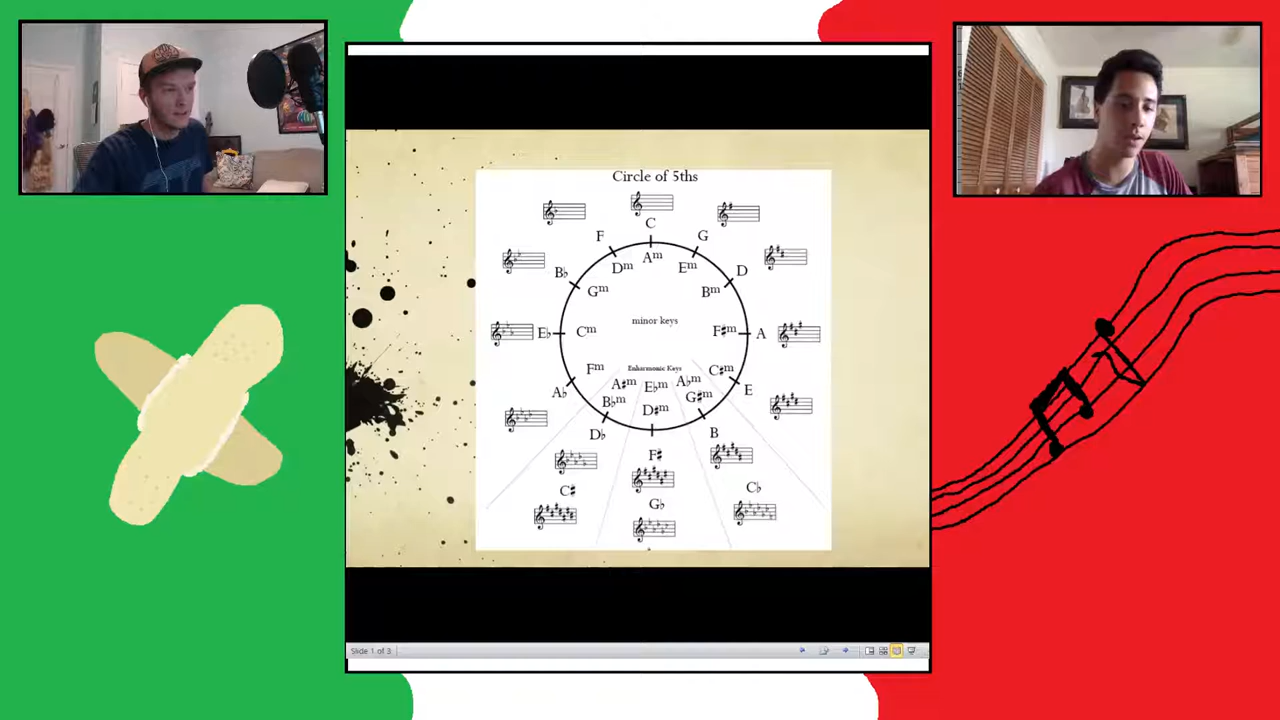 Circle of 5ths
C
F
G
Am
Dm
Em
B♭
D
Gm
Bm
minor keys
E♭
Cm
F♯m
A
Enharmonic Keys
Fm
C♯m
A♯m
E♭m
A♭m
A♭
B♭m
D♯m
G♯m
E
D♭
B
F♯
C♯
G♭
C♭
Slide 1 of 3